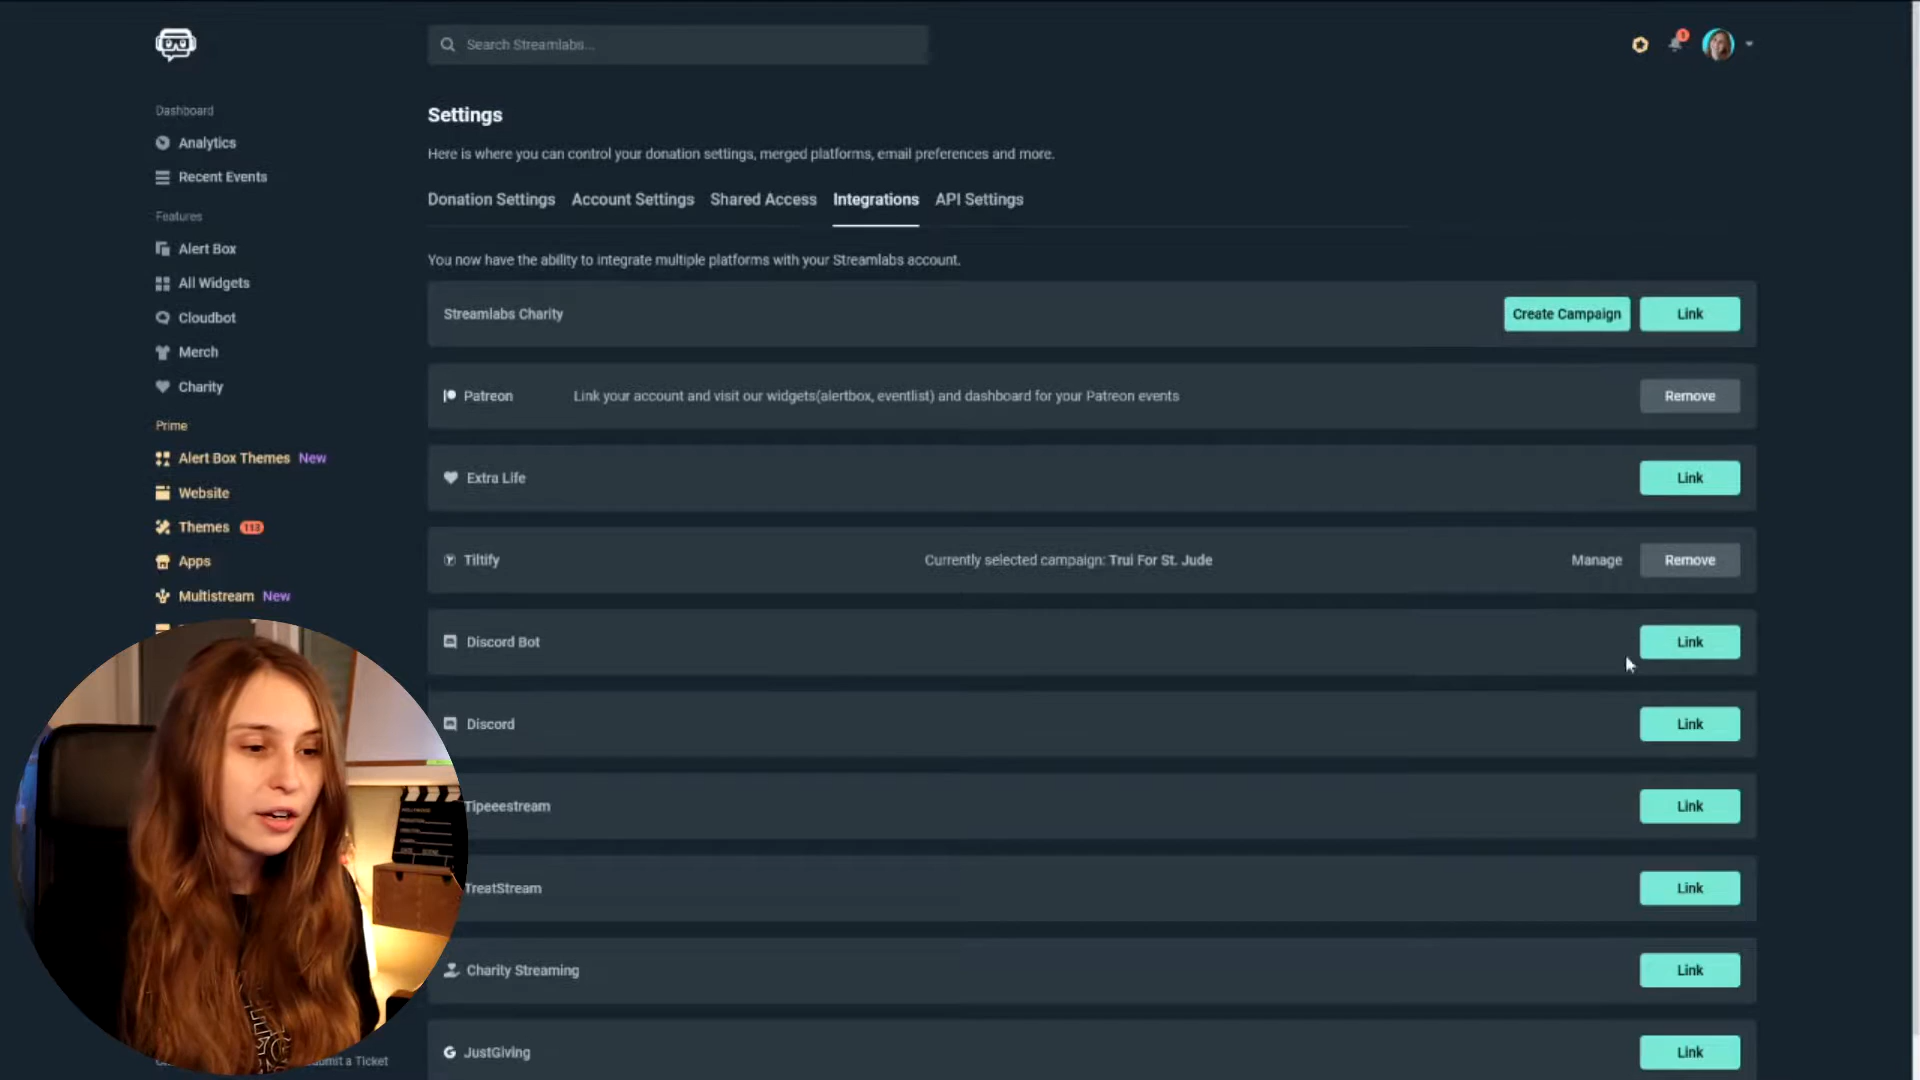 Search Streamlabs...
1
Dashboard
Analytics
Recent Events
Features
Alert Box
All Widgets
Cloudbot
Merch
Charity
Prime
Alert Box Themes New
Website
Themes 113
Apps
Multistream New
Settings
Here is where you can control your donation settings, merged platforms, email preferences and more.
Donation Settings Account Settings Shared Access Integrations API Settings
You now have the ability to integrate multiple platforms with your Streamlabs account.
Streamlabs Charity Create Campaign Link
Patreon Link your account and visit our widgets(alertbox, eventlist) and dashboard for your Patreon events Remove
Extra Life Link
Tiltify Currently selected campaign: Trui For St. Jude Manage Remove
Discord Bot Link
Discord Link
Tipeeestream Link
TreatStream Link
Charity Streaming Link
JustGiving Link
a Ticket